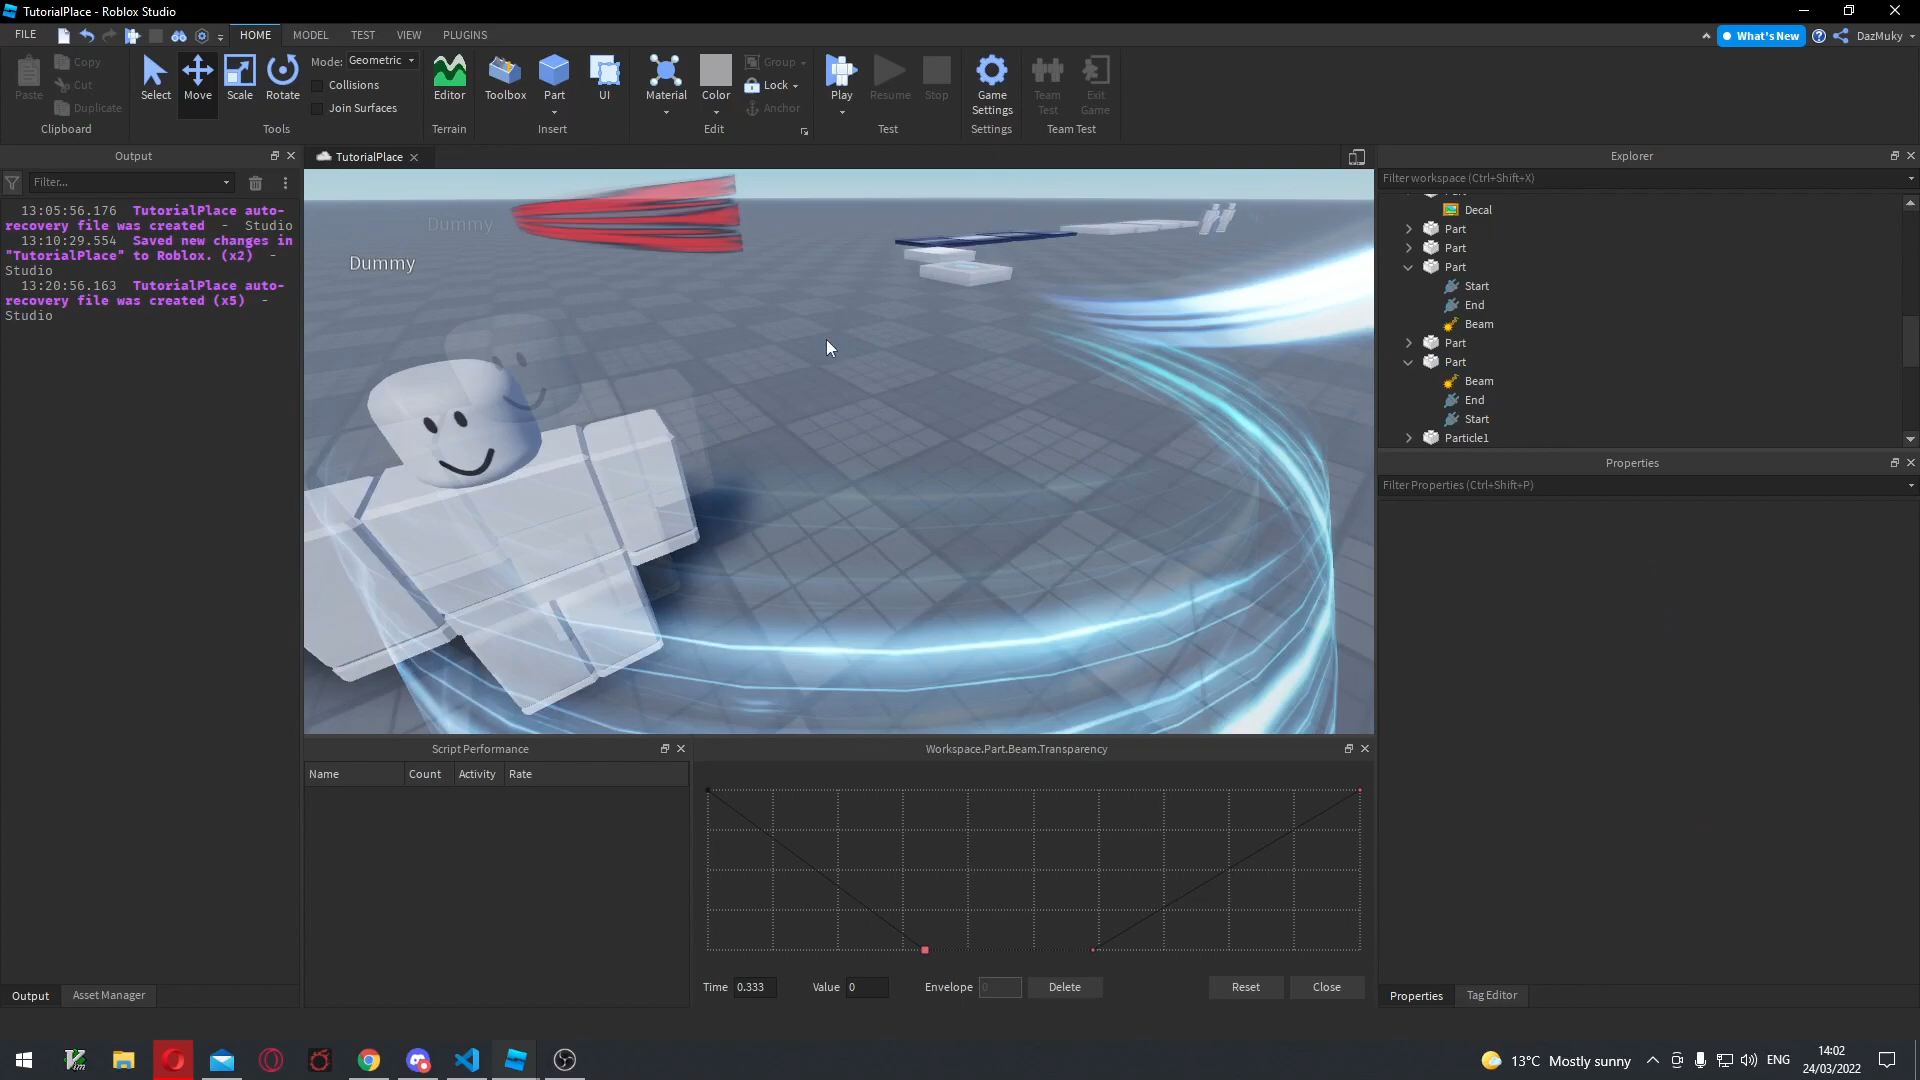 TutorialPlace - Roblox Studio
FILE
HOME
MODEL
TEST
VIEW
PLUGINS
What's New
DazMuky
Paste
Copy
Cut
Duplicate
Clipboard
Select
Move
Scale
Rotate
Mode: Geometric
Collisions
Join Surfaces
Tools
Editor
Terrain
Toolbox
Part
UI
Insert
Material
Color
Group
Lock
Anchor
Edit
Play
Resume
Stop
Test
Game
Settings
Settings
Team
Test
Exit
Game
Team Test
Output
Filter...
13:05:56.176 TutorialPlace auto-
recovery file was created - Studio
13:10:29.554 Saved new changes in
"TutorialPlace" to Roblox. (x2) -
Studio
13:20:56.163 TutorialPlace auto-
recovery file was created (x5) -
Studio
Output
Asset Manager
TutorialPlace
Dummy
Dummy
Script Performance
Name Count Activity Rate
Workspace.Part.Beam.Transparency
Time 0.333 Value 0 Envelope 0 Delete Reset Close
Explorer
Filter workspace (Ctrl+Shift+X)
Part
Decal
Part
Part
Part
Start
End
Beam
Part
Part
Beam
End
Start
Particle1
Properties
Filter Properties (Ctrl+Shift+P)
Properties
Tag Editor
Vim
13°C Mostly sunny
ENG
14:02
24/03/2022